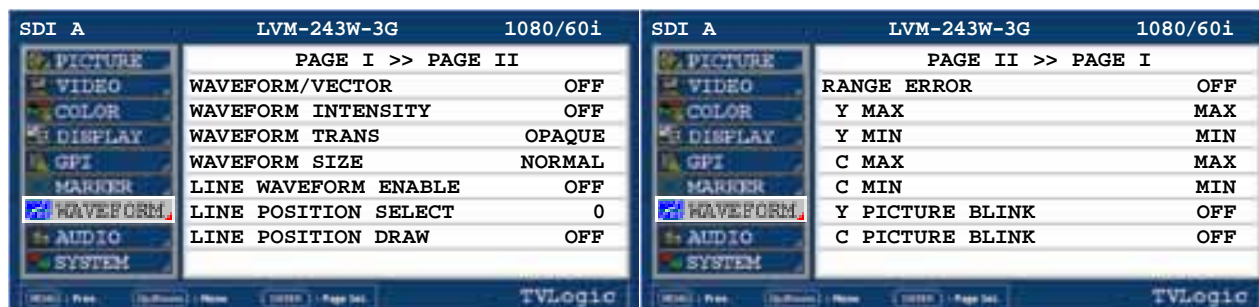 SDI A LVM-243W-3G 1080/60i
PICTURE
VIDEO
COLOR
DISPLAY
GPI
MARKER
WAVEFORM
AUDIO
SYSTEM
PAGE I >> PAGE II
WAVEFORM/VECTOR OFF
WAVEFORM INTENSITY OFF
WAVEFORM TRANS OPAQUE
WAVEFORM SIZE NORMAL
LINE WAVEFORM ENABLE OFF
LINE POSITION SELECT 0
LINE POSITION DRAW OFF
TVLogic
SDI A LVM-243W-3G 1080/60i
PICTURE
VIDEO
COLOR
DISPLAY
GPI
MARKER
WAVEFORM
AUDIO
SYSTEM
PAGE II >> PAGE I
RANGE ERROR OFF
Y MAX MAX
Y MIN MIN
C MAX MAX
C MIN MIN
Y PICTURE BLINK OFF
C PICTURE BLINK OFF
TVLogic